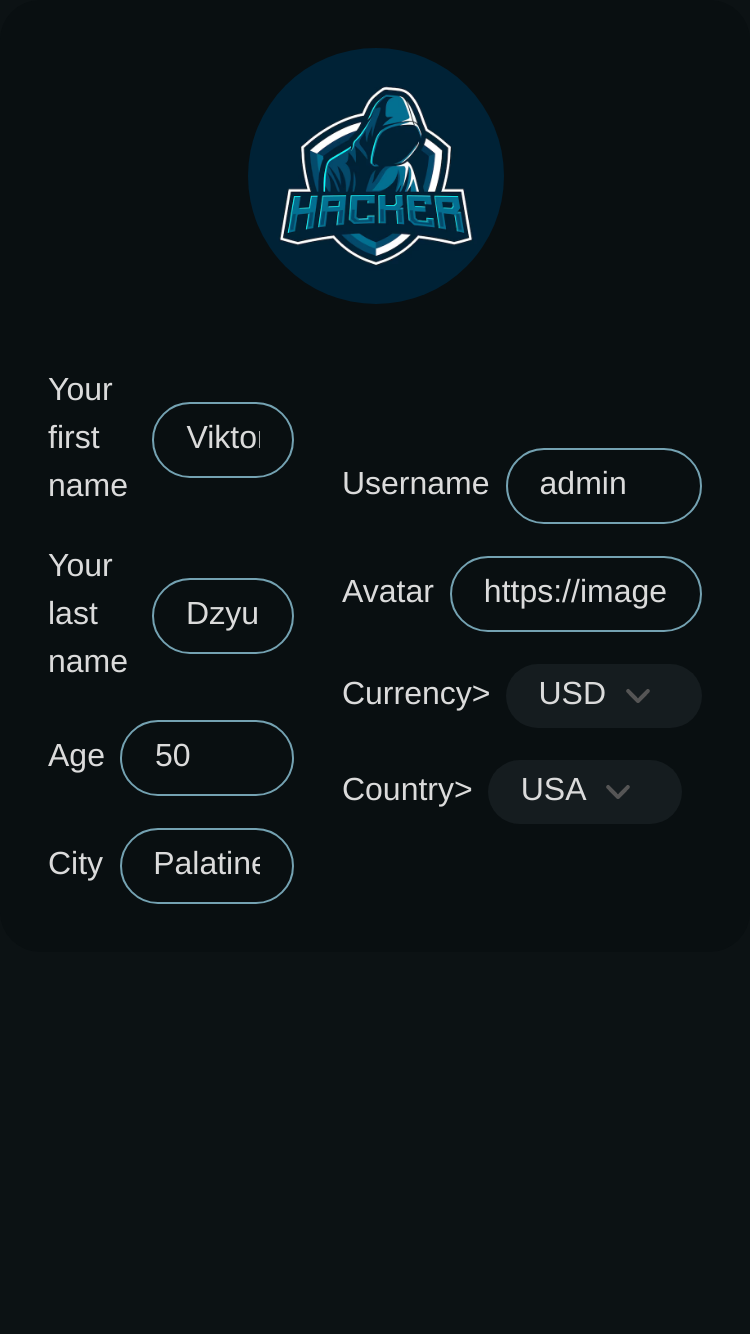 HACKER
Your
first
name
Vikto
Your
last
name
Dzyu
Age
50
City
Palatine
Username
admin
Avatar
https://image
Currency>
USD
Country>
USA